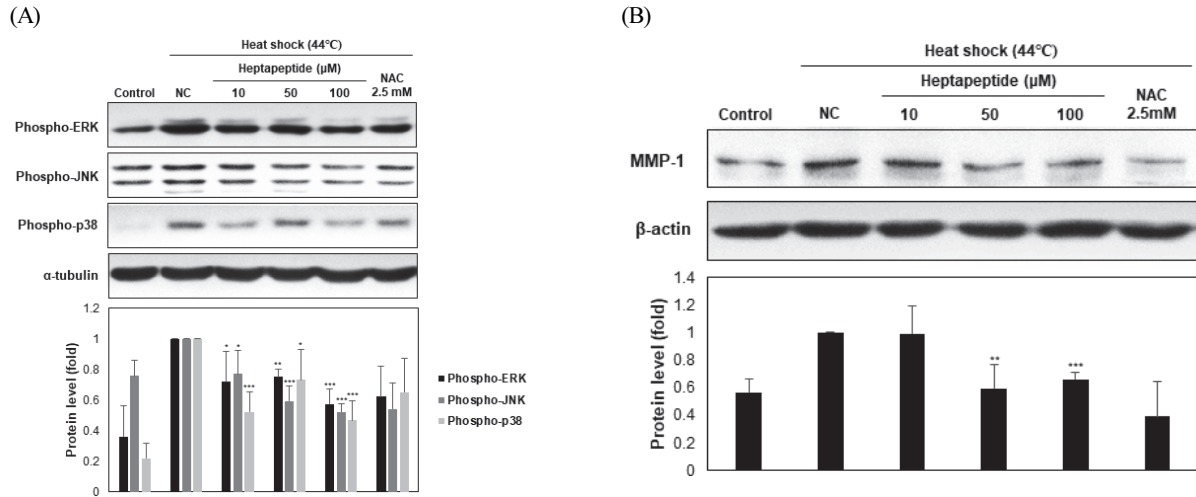 (A)
Heat shock (44℃)
Heptapeptide (μM)
Control NC 10 50 100 NAC 2.5 mM
Phospho-ERK
Phospho-JNK
Phospho-p38
α-tubulin
Protein level (fold)
1.2
1
0.8
0.6
0.4
0.2
0
* * ***
** *** *
*** *** ***
Phospho-ERK
Phospho-JNK
Phospho-p38
(B)
Heat shock (44℃)
Heptapeptide (μM)
Control NC 10 50 100 NAC 2.5mM
MMP-1
β-actin
Protein level (fold)
1.4
1.2
1.0
0.8
0.6
0.4
0.2
0
**
***